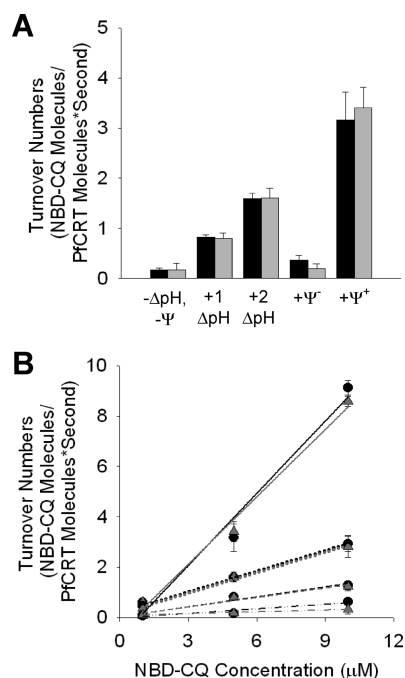 A
Turnover Numbers
(NBD-CQ Molecules/
PfCRT Molecules*Second)
5
4
3
2
1
0
-ΔpH, +1 +2 +Ψ⁻ +Ψ⁺
-Ψ ΔpH ΔpH
B
Turnover Numbers
(NBD-CQ Molecules/
PfCRT Molecules*Second)
10
8
6
4
2
0
0 3 6 9 12
NBD-CQ Concentration (μM)